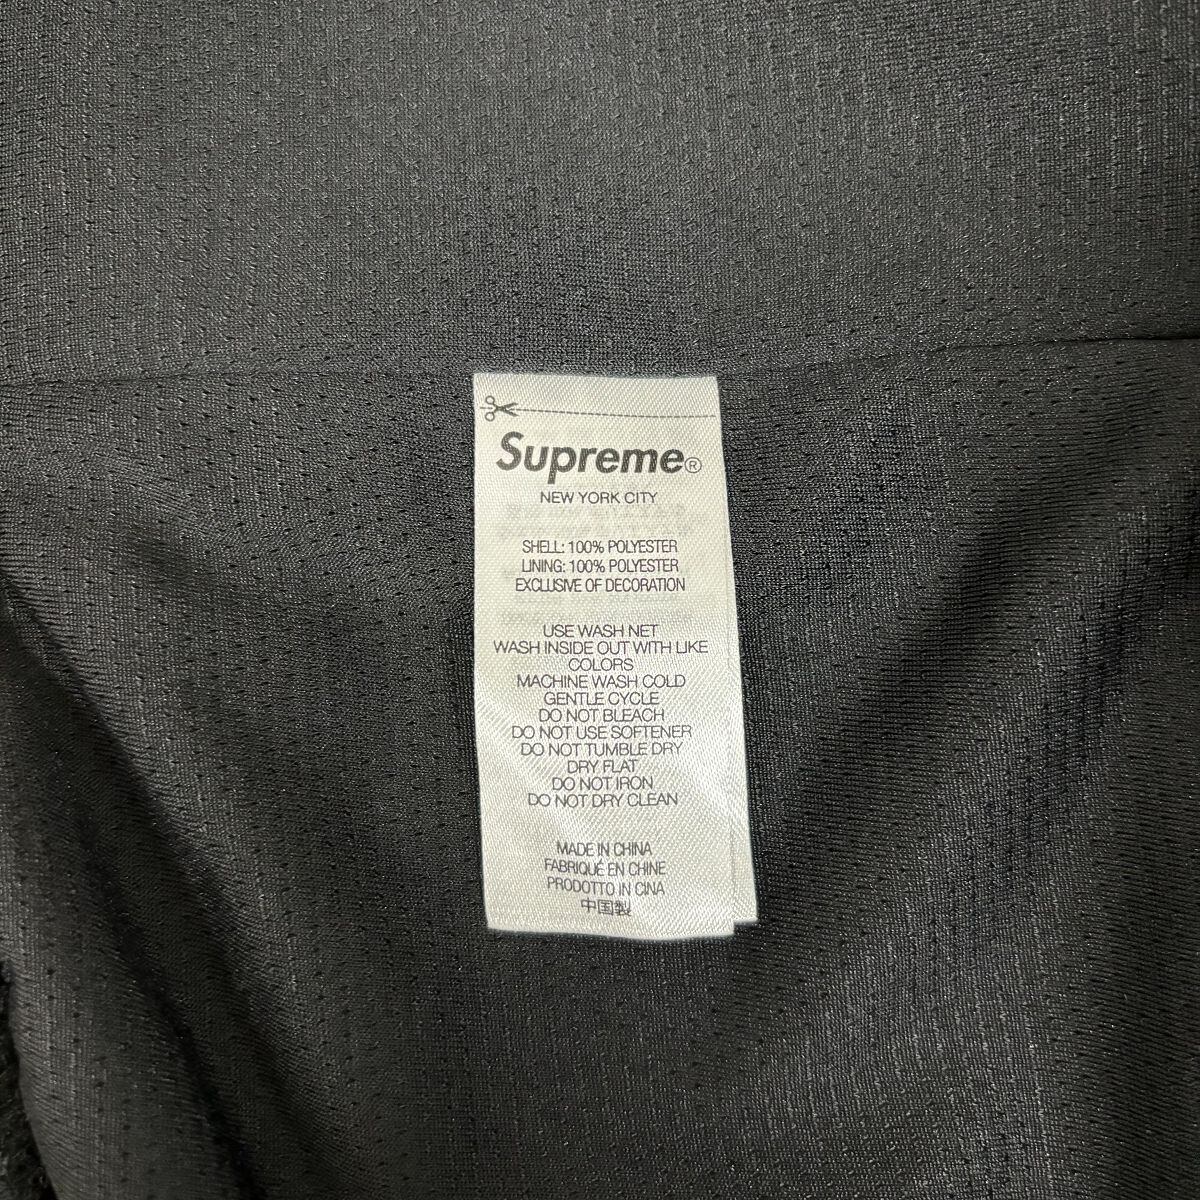 Supreme®
NEW YORK CITY
SHELL: 100% POLYESTER
LINING: 100% POLYESTER
EXCLUSIVE OF DECORATION
USE WASH NET
WASH INSIDE OUT WITH LIKE
COLORS
MACHINE WASH COLD
GENTLE CYCLE
DO NOT BLEACH
DO NOT USE SOFTENER
DO NOT TUMBLE DRY
DRY FLAT
DO NOT IRON
DO NOT DRY CLEAN
MADE IN CHINA
FABRIQUÉ EN CHINE
PRODOTTO IN CINA
中国製